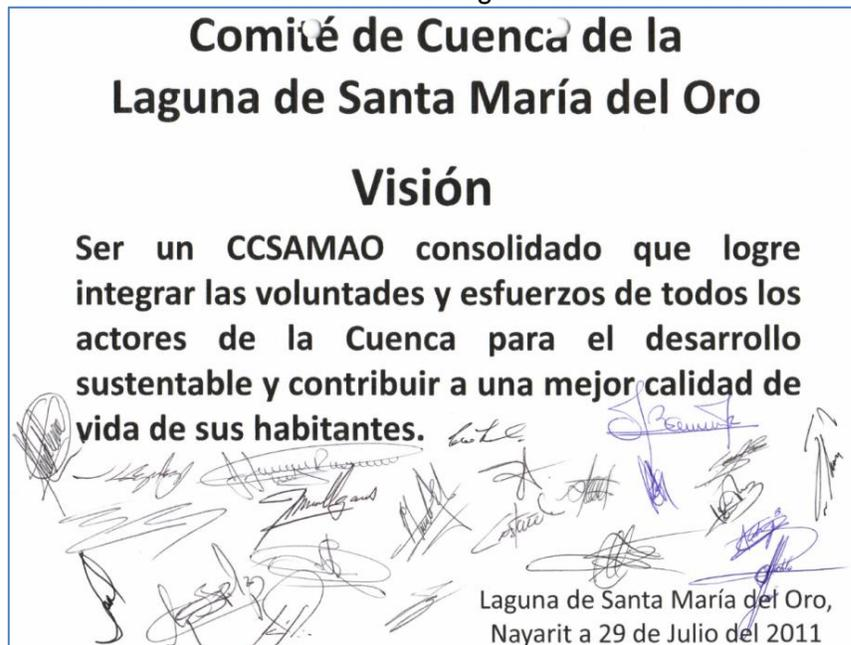 Comité de Cuenca de la
Laguna de Santa María del Oro
Visión
Ser un CCSAMAO consolidado que logre
integrar las voluntades y esfuerzos de todos los
actores de la Cuenca para el desarrollo
sustentable y contribuir a una mejor calidad de
vida de sus habitantes.
Laguna de Santa María del Oro,
Nayarit a 29 de Julio del 2011